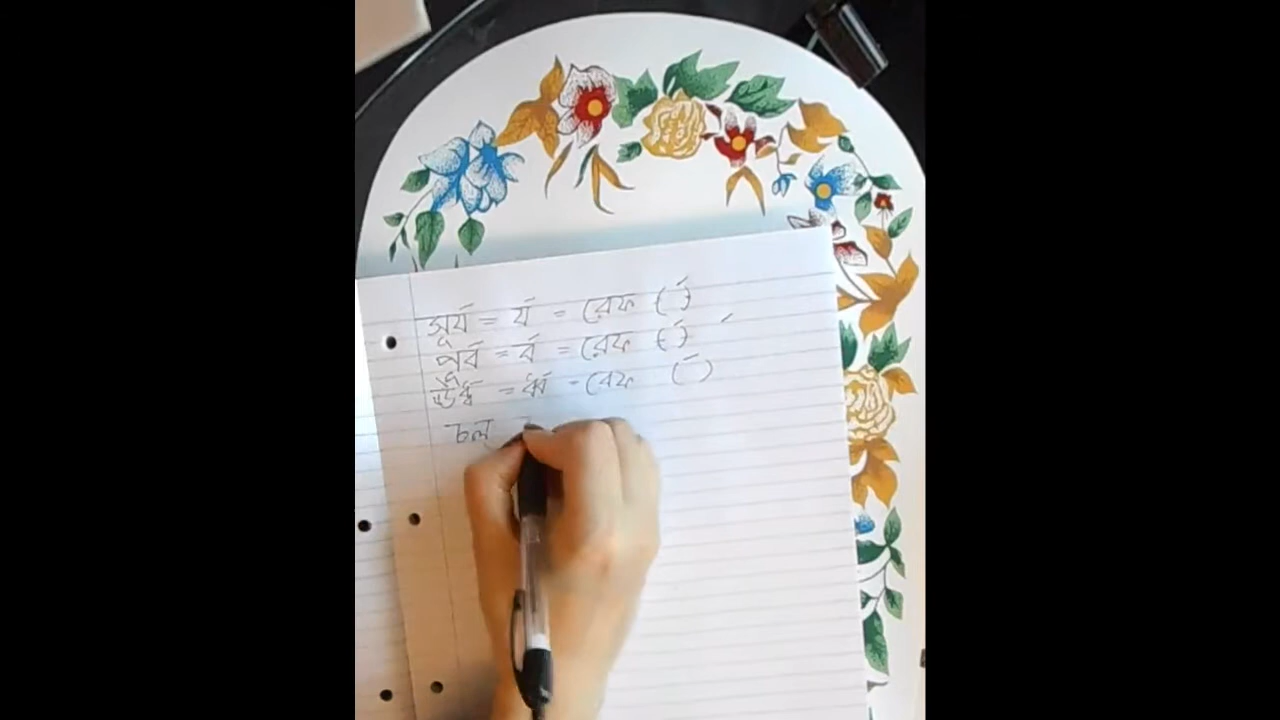 সূর্য = র্য = রেফ (র্)
পূর্ব = র্ব = রেফ (র্)
ঊর্ধ্ব = র্ধ্ব - রেফ (র্)
চল